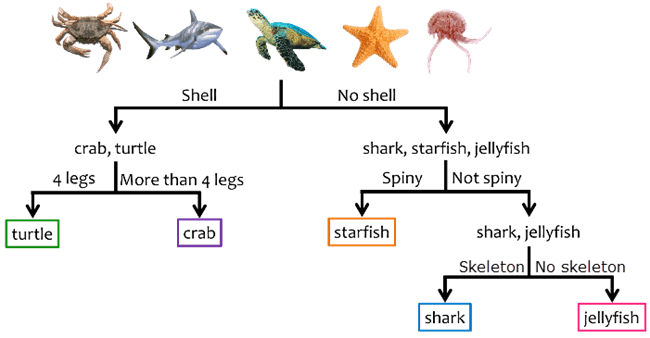 Shell No shell
crab, turtle shark, starfish, jellyfish
4 legs More than 4 legs Spiny Not spiny
turtle crab starfish shark, jellyfish
Skeleton No skeleton
shark jellyfish